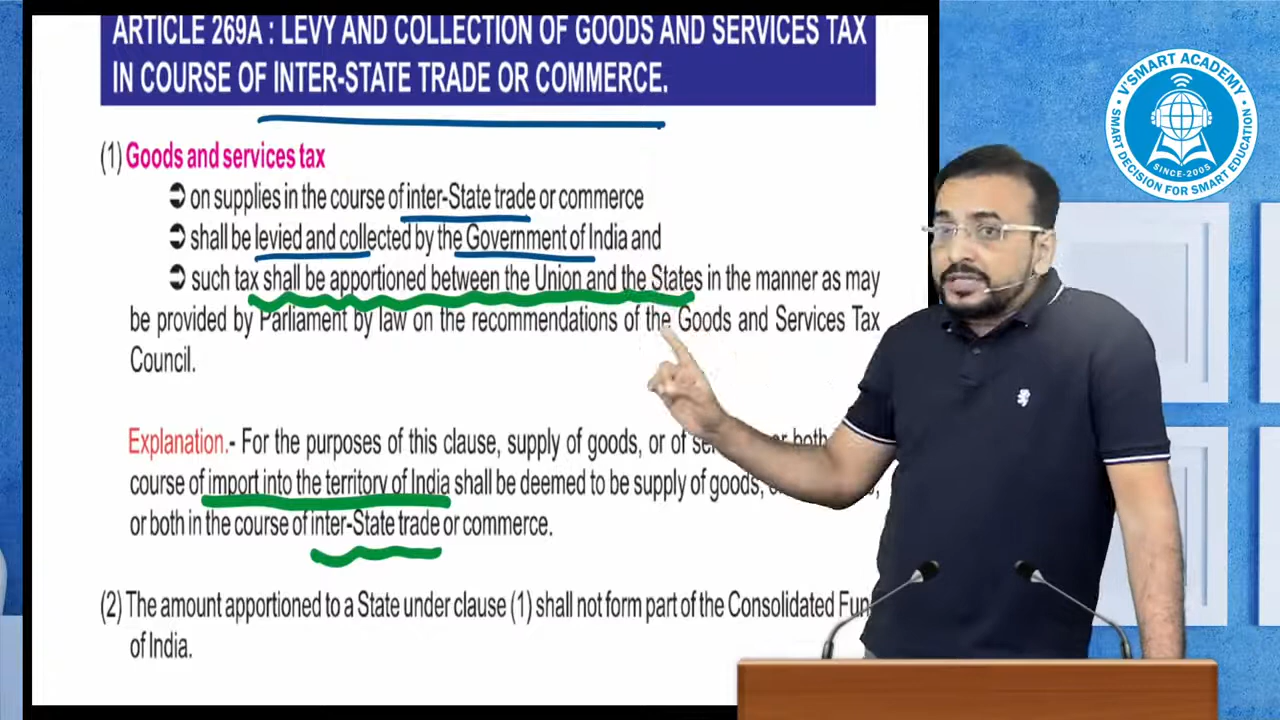 ARTICLE 269A : LEVY AND COLLECTION OF GOODS AND SERVICES TAX
IN COURSE OF INTER-STATE TRADE OR COMMERCE.
(1) Goods and services tax
➲ on supplies in the course of inter-State trade or commerce
➲ shall be levied and collected by the Government of India and
➲ such tax shall be apportioned between the Union and the States in the manner as may
be provided by Parliament by law on the recommendations of the Goods and Services Tax
Council.
Explanation.- For the purposes of this clause, supply of goods, or of both
course of import into the territory of India shall be deemed to be supply of goods,
or both in the course of inter-State trade or commerce.
(2) The amount apportioned to a State under clause (1) shall not form part of the Consolidated
of India.
V'SMART ACADEMY
SINCE-2005
SMART DECISION FOR SMART EDUCATION